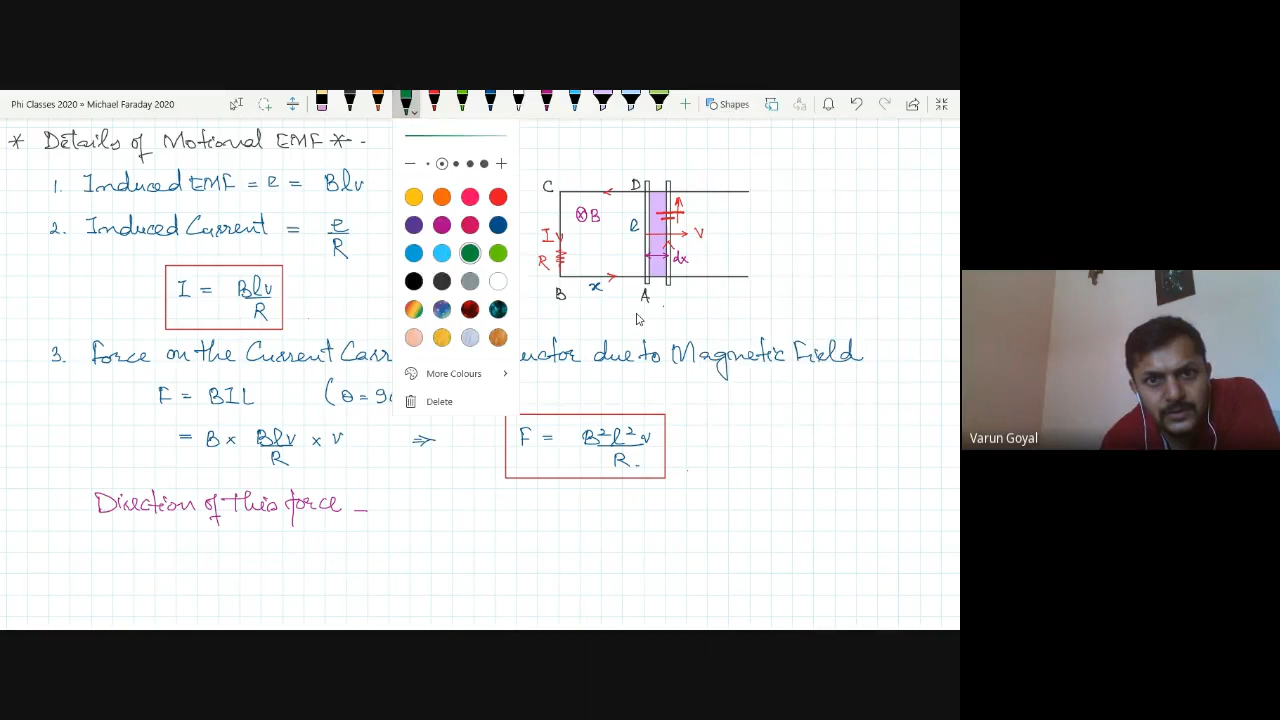 Phi Classes 2020 » Michael Faraday 2020
Shapes
* Details of Motional EMF * -
1. Induced EMF = e = Blv
2. Induced Current = e/R
I = Blv/R
C D
⊗B
l
I
V
R
dx
B x A
3. Force on the Current Carr uctor due to Magnetic Field
More Colours
F = BIL (θ = 9
Delete
= B × Blv/R × v ⇒ F = B²l²v/R.
Direction of this force -
Varun Goyal